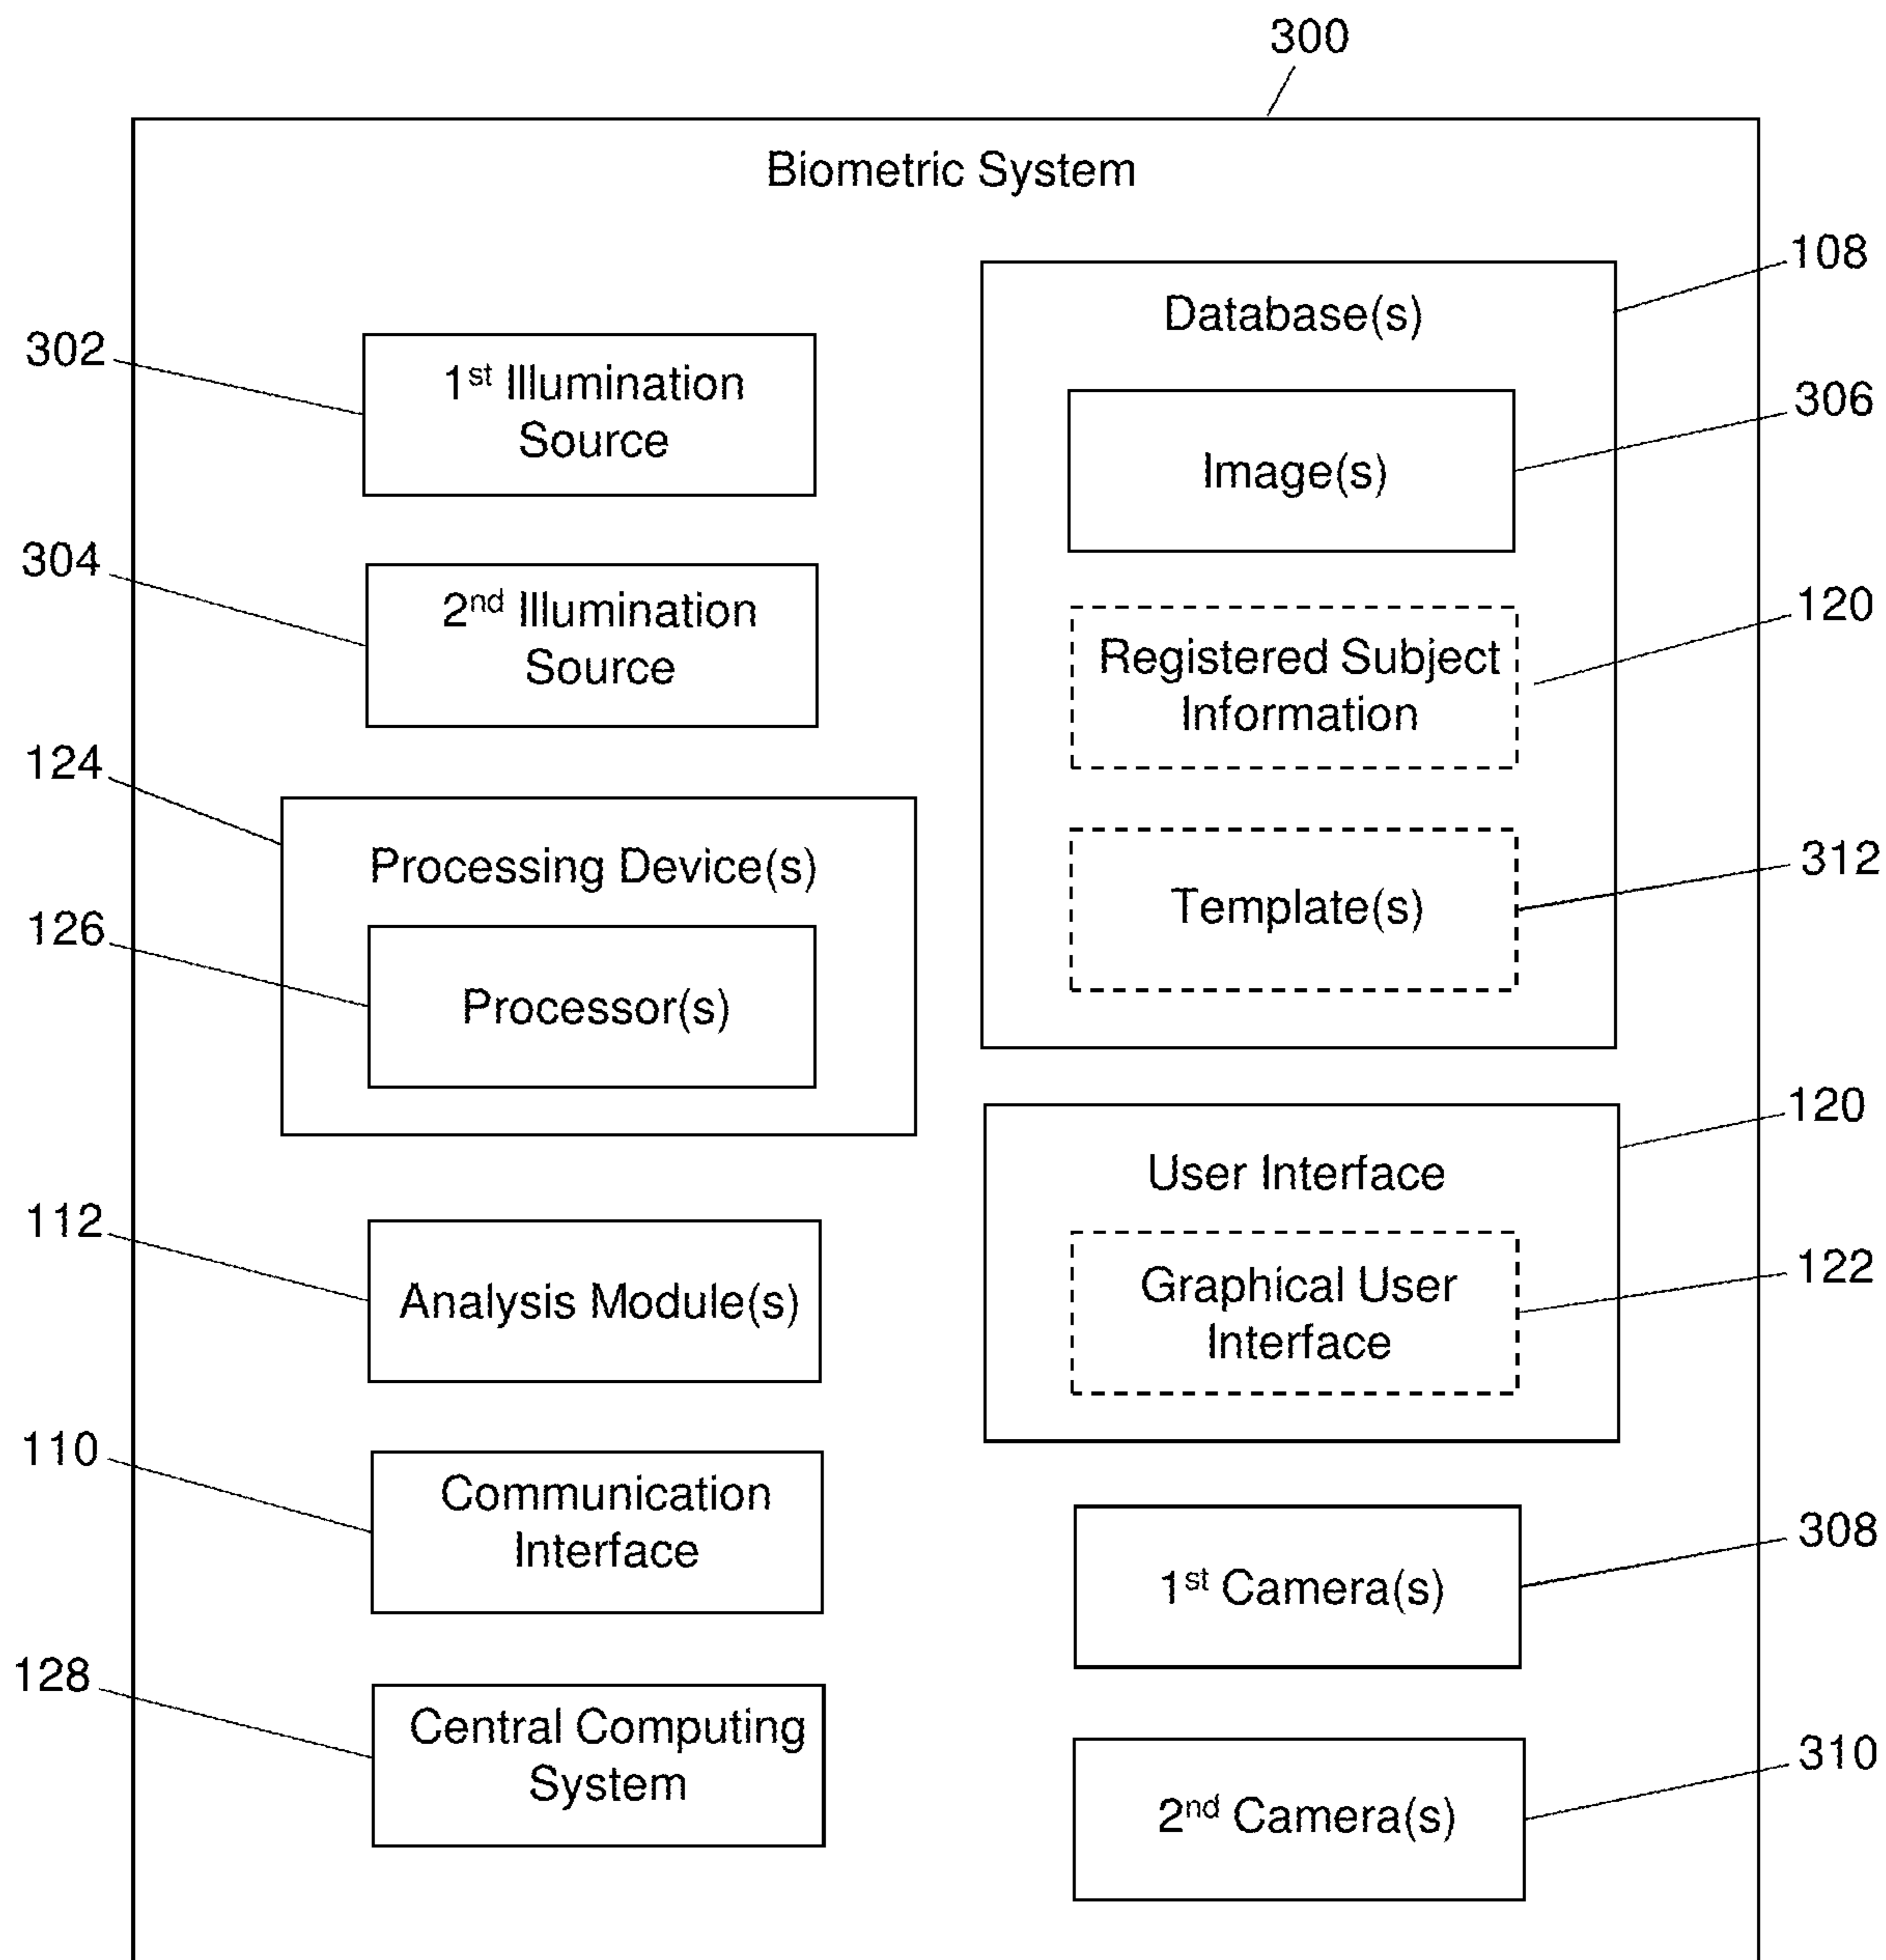 300
Biometric System
108
Database(s)
302
1st Illumination
Source
306
Image(s)
304
2nd Illumination
Source
120
Registered Subject
Information
124
Processing Device(s)
312
Template(s)
126
Processor(s)
120
User Interface
112
Analysis Module(s)
122
Graphical User
Interface
110
Communication
Interface
308
1st Camera(s)
128
Central Computing
System
310
2nd Camera(s)